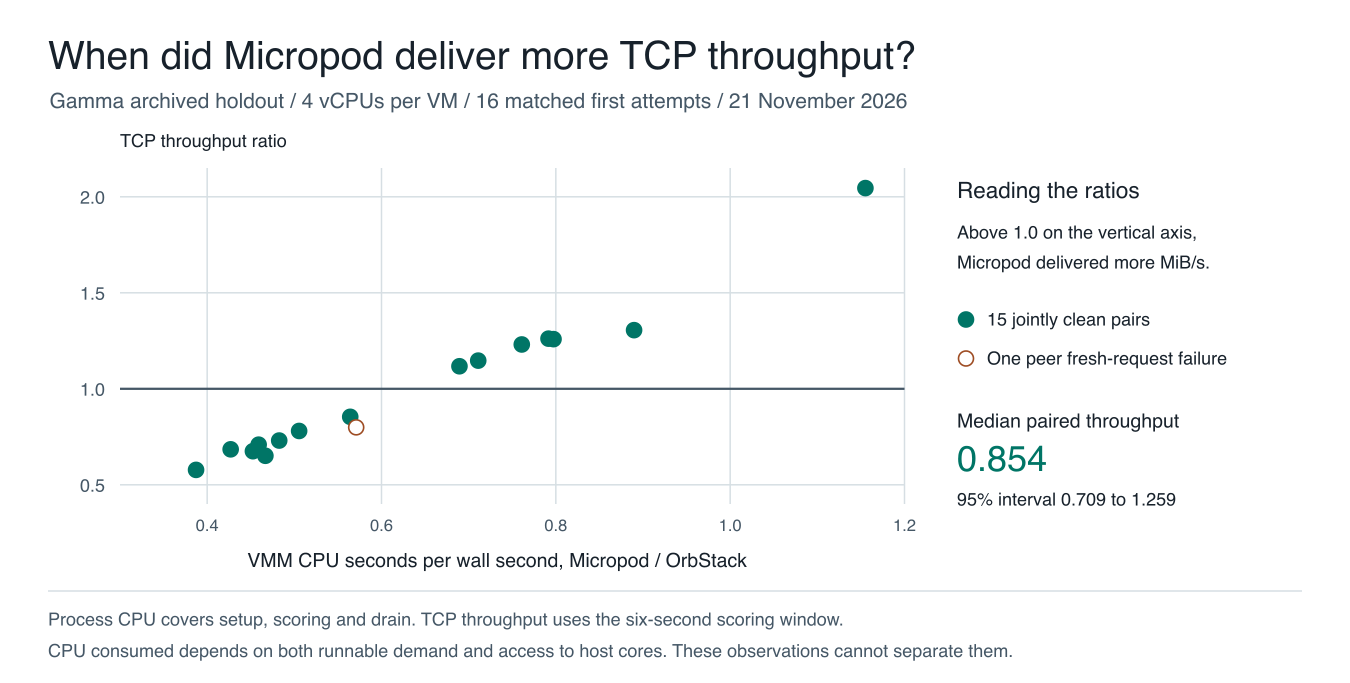 When did Micropod deliver more TCP throughput?
Gamma archived holdout / 4 vCPUs per VM / 16 matched first attempts / 21 November 2026
TCP throughput ratio
2.0
1.5
1.0
0.5
0.4
0.6
0.8
1.0
1.2
VMM CPU seconds per wall second, Micropod / OrbStack
Reading the ratios
Above 1.0 on the vertical axis,
Micropod delivered more MiB/s.
15 jointly clean pairs
One peer fresh-request failure
Median paired throughput
0.854
95% interval 0.709 to 1.259
Process CPU covers setup, scoring and drain. TCP throughput uses the six-second scoring window.
CPU consumed depends on both runnable demand and access to host cores. These observations cannot separate them.